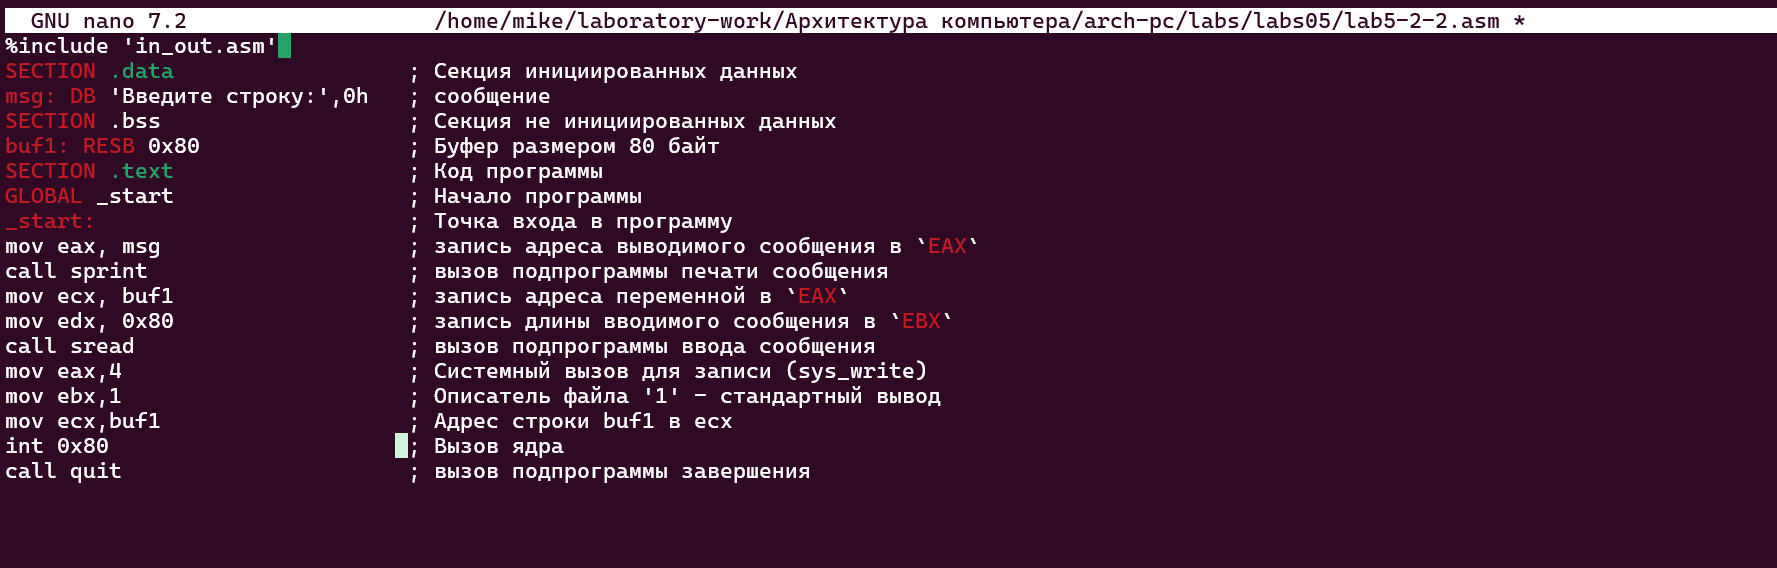 GNU nano 7.2 /home/mike/laboratory-work/Архитектура компьютера/arch-pc/labs/labs05/lab5-2-2.asm *
%include 'in_out.asm'
SECTION .data ; Секция инициированных данных
msg: DB 'Введите строку:',0h ; сообщение
SECTION .bss ; Секция не инициированных данных
buf1: RESB 0x80 ; Буфер размером 80 байт
SECTION .text ; Код программы
GLOBAL _start ; Начало программы
_start: ; Точка входа в программу
mov eax, msg ; запись адреса выводимого сообщения в `EAX`
call sprint ; вызов подпрограммы печати сообщения
mov ecx, buf1 ; запись адреса переменной в `EAX`
mov edx, 0x80 ; запись длины вводимого сообщения в `EBX`
call sread ; вызов подпрограммы ввода сообщения
mov eax,4 ; Системный вызов для записи (sys_write)
mov ebx,1 ; Описатель файла '1' - стандартный вывод
mov ecx,buf1 ; Адрес строки buf1 в ecx
int 0x80 ; Вызов ядра
call quit ; вызов подпрограммы завершения